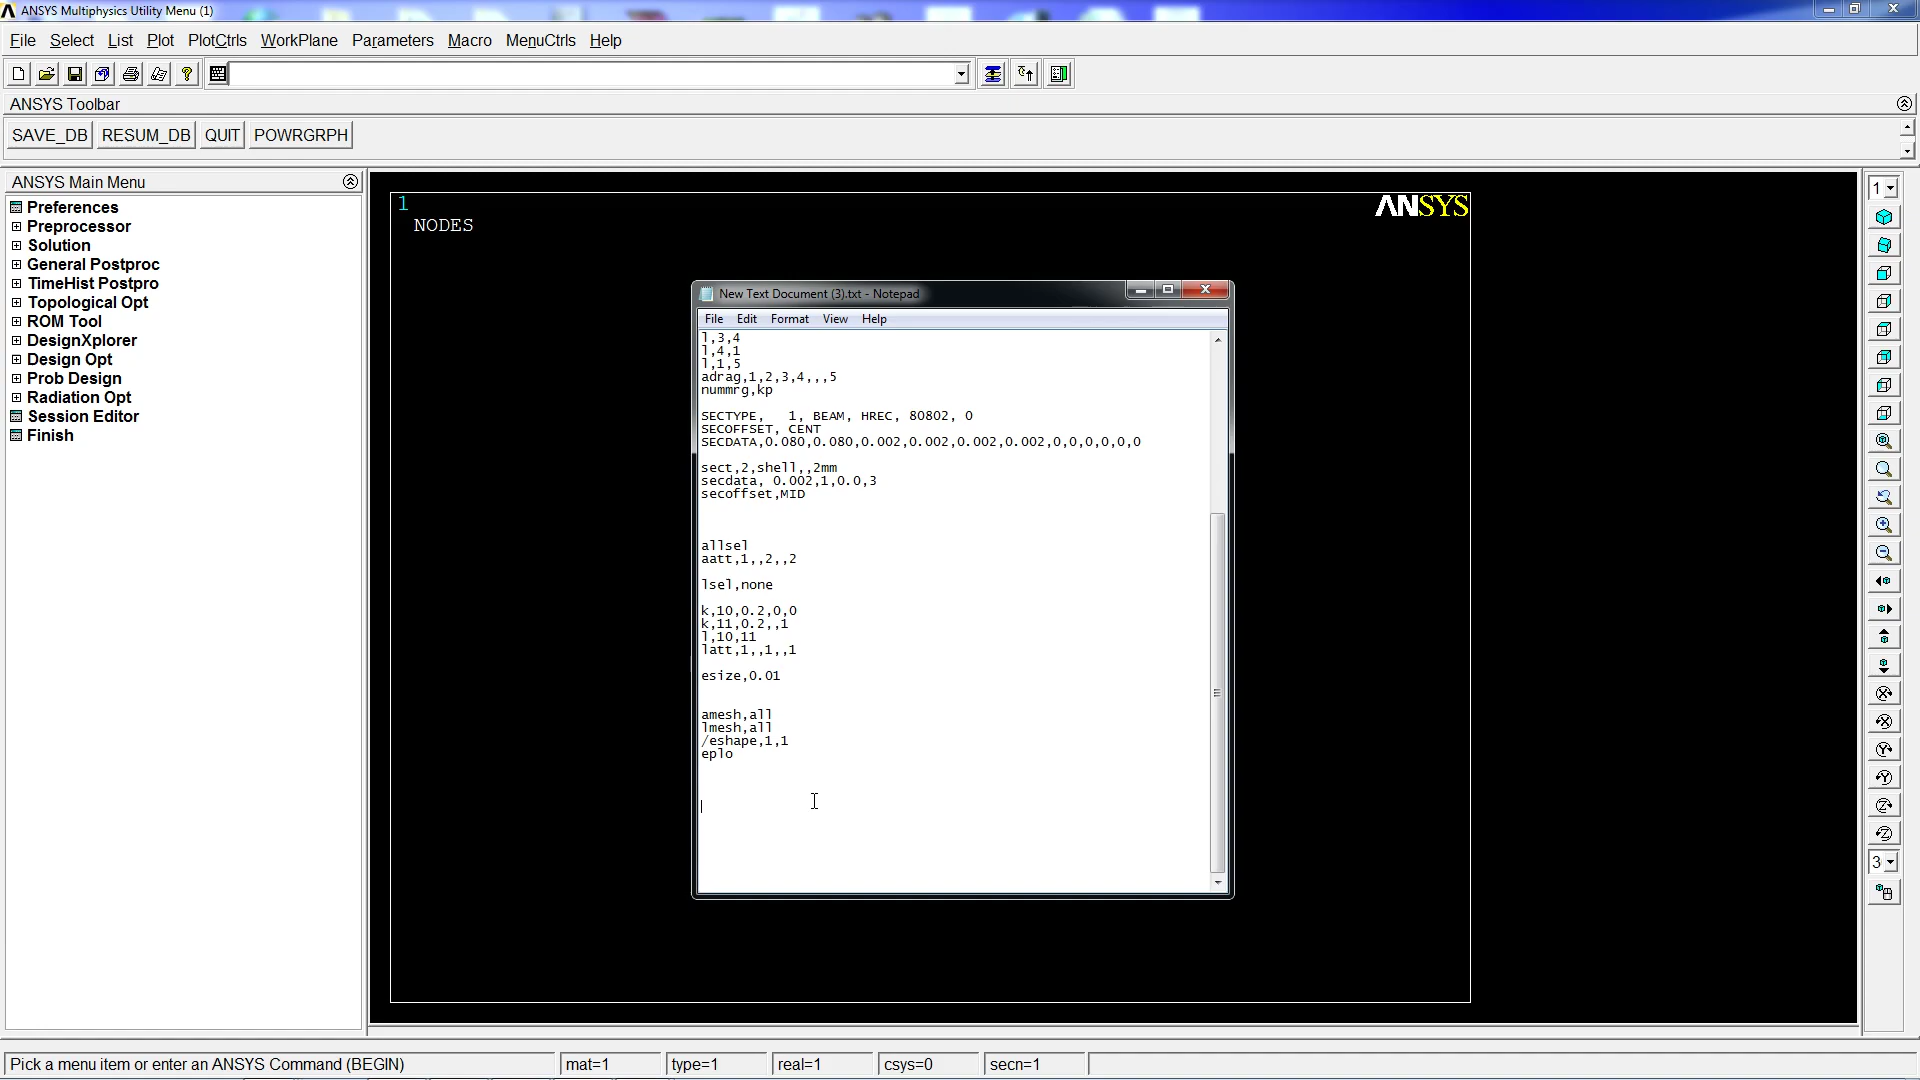 ANSYS Multiphysics Utility Menu (1)
File Select List Plot PlotCtrls WorkPlane Parameters Macro MenuCtrls Help
ANSYS Toolbar
SAVE_DB RESUM_DB QUIT POWRGRPH
ANSYS Main Menu
Preferences
Preprocessor
Solution
General Postproc
TimeHist Postpro
Topological Opt
ROM Tool
DesignXplorer
Design Opt
Prob Design
Radiation Opt
Session Editor
Finish
1
NODES
ANSYS
New Text Document (3).txt - Notepad
File Edit Format View Help
l,3,4
l,4,1
l,1,5
adrag,1,2,3,4,,,5
nummrg,kp
SECTYPE,   1, BEAM, HREC, 80802, 0
SECOFFSET, CENT
SECDATA,0.080,0.080,0.002,0.002,0.002,0.002,0,0,0,0,0,0
sect,2,shell,,2mm
secdata, 0.002,1,0.0,3
secoffset,MID
allsel
aatt,1,,2,,2
lsel,none
k,10,0.2,0,0
k,11,0.2,,1
l,10,11
latt,1,,1,,1
esize,0.01
amesh,all
lmesh,all
/eshape,1,1
eplo
1
3
Pick a menu item or enter an ANSYS Command (BEGIN) mat=1 type=1 real=1 csys=0 secn=1